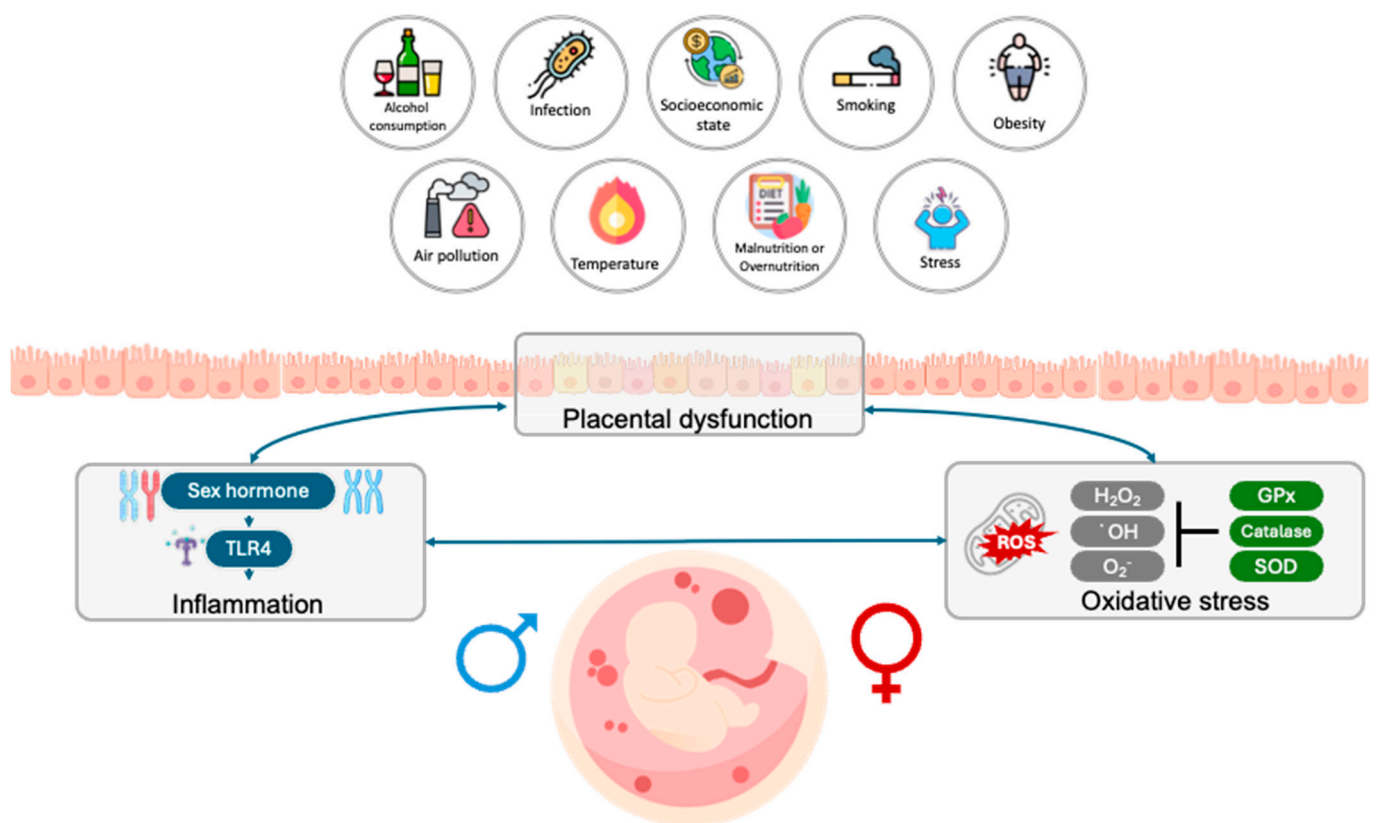 Alcohol
consumption
Infection
Socioeconomic
state
Smoking
Obesity
Air pollution
Temperature
DIET
Malnutrition or
Overnutrition
Stress
Placental dysfunction
Sex hormone
TLR4
Inflammation
ROS
H₂O₂
˙OH
O₂⁻
GPx
Catalase
SOD
Oxidative stress